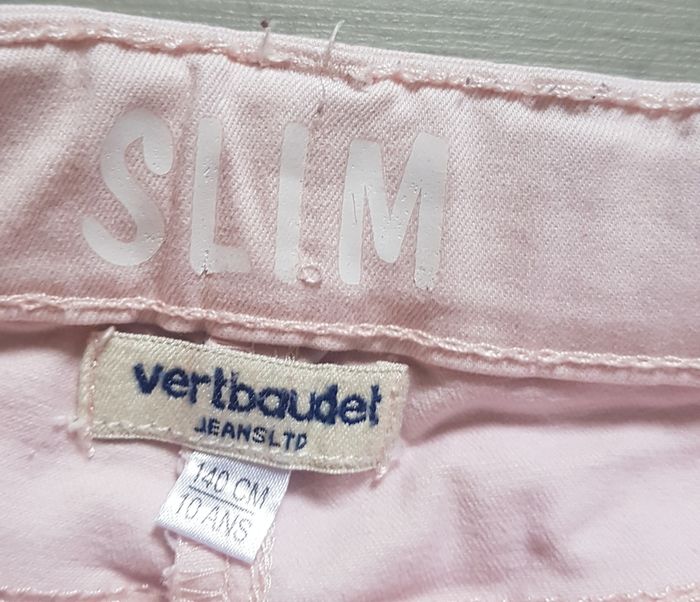 SLIM
vertbaudet
JEANSLTD
140 CM
10 ANS